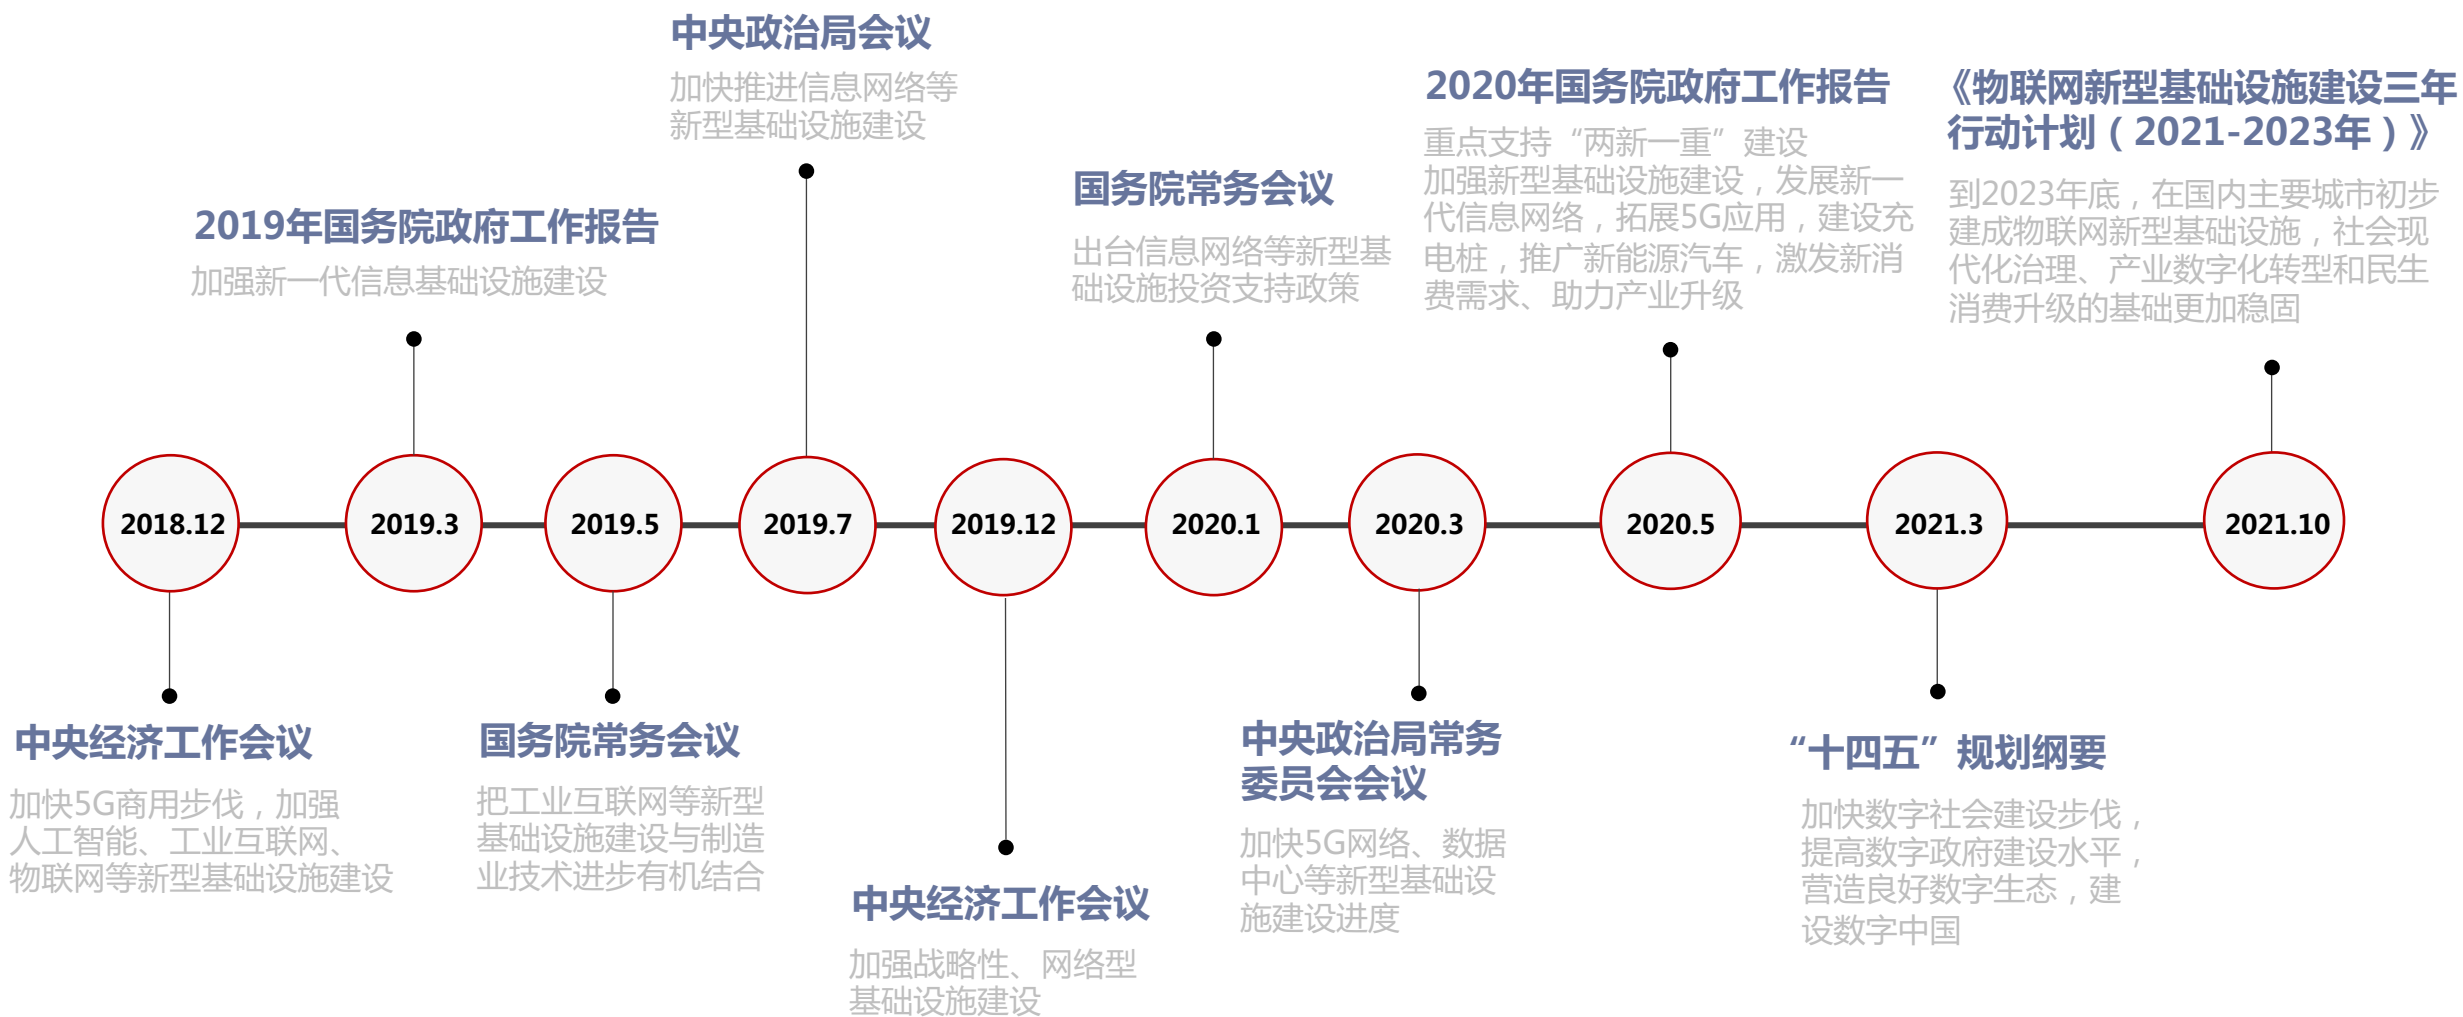 中央政治局会议
加快推进信息网络等
新型基础设施建设
2020年国务院政府工作报告
重点支持“两新一重”建设
加强新型基础设施建设，发展新一
代信息网络，拓展5G应用，建设充
电桩，推广新能源汽车，激发新消
费需求、助力产业升级
《物联网新型基础设施建设三年
行动计划（2021-2023年）》
到2023年底，在国内主要城市初步
建成物联网新型基础设施，社会现
代化治理、产业数字化转型和民生
消费升级的基础更加稳固
国务院常务会议
出台信息网络等新型基
础设施投资支持政策
2019年国务院政府工作报告
加强新一代信息基础设施建设
2018.12
2019.3
2019.5
2019.7
2019.12
2020.1
2020.3
2020.5
2021.3
2021.10
中央经济工作会议
加快5G商用步伐，加强
人工智能、工业互联网、
物联网等新型基础设施建设
国务院常务会议
把工业互联网等新型
基础设施建设与制造
业技术进步有机结合
中央经济工作会议
加强战略性、网络型
基础设施建设
中央政治局常务
委员会会议
加快5G网络、数据
中心等新型基础设
施建设进度
“十四五”规划纲要
加快数字社会建设步伐，
提高数字政府建设水平，
营造良好数字生态，建
设数字中国